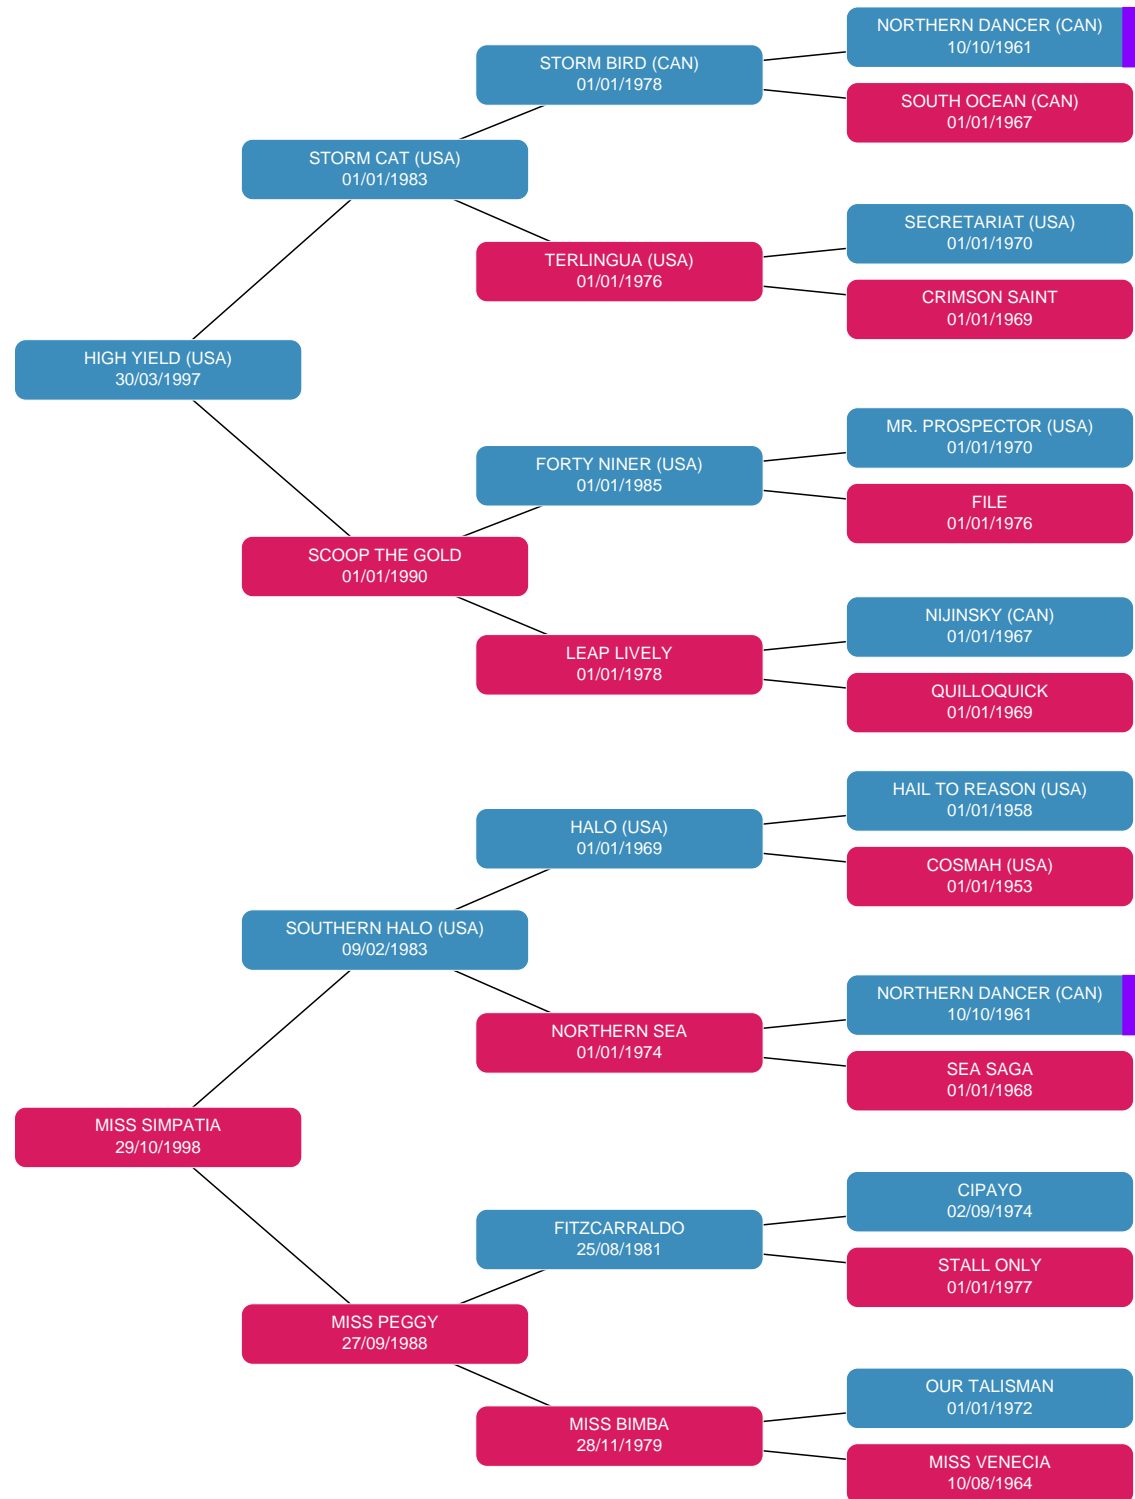 NORTHERN DANCER (CAN)
10/10/1961
STORM BIRD (CAN)
01/01/1978
SOUTH OCEAN (CAN)
01/01/1967
STORM CAT (USA)
01/01/1983
SECRETARIAT (USA)
01/01/1970
TERLINGUA (USA)
01/01/1976
CRIMSON SAINT
01/01/1969
HIGH YIELD (USA)
30/03/1997
MR. PROSPECTOR (USA)
01/01/1970
FORTY NINER (USA)
01/01/1985
FILE
01/01/1976
SCOOP THE GOLD
01/01/1990
NIJINSKY (CAN)
01/01/1967
LEAP LIVELY
01/01/1978
QUILLOQUICK
01/01/1969
HAIL TO REASON (USA)
01/01/1958
HALO (USA)
01/01/1969
COSMAH (USA)
01/01/1953
SOUTHERN HALO (USA)
09/02/1983
NORTHERN DANCER (CAN)
10/10/1961
NORTHERN SEA
01/01/1974
SEA SAGA
01/01/1968
MISS SIMPATIA
29/10/1998
CIPAYO
02/09/1974
FITZCARRALDO
25/08/1981
STALL ONLY
01/01/1977
MISS PEGGY
27/09/1988
OUR TALISMAN
01/01/1972
MISS BIMBA
28/11/1979
MISS VENECIA
10/08/1964